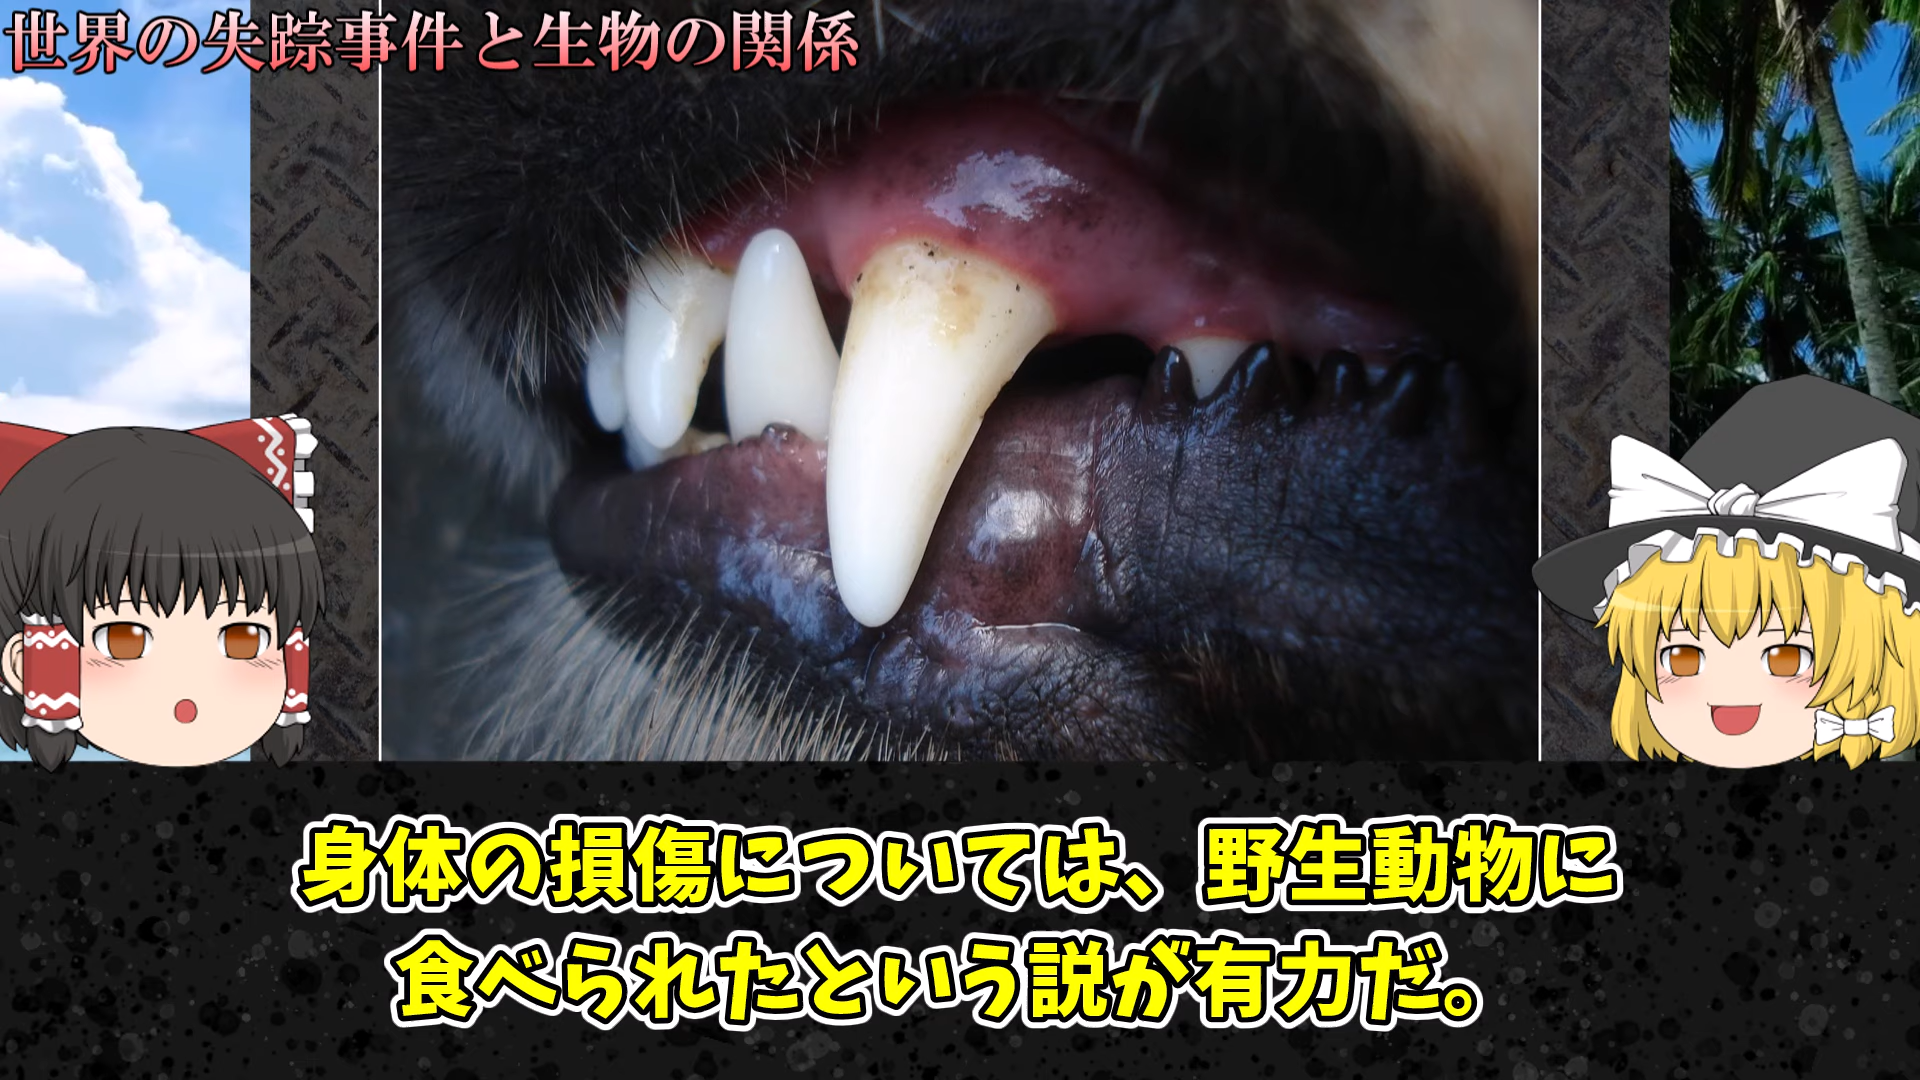 世界の失踪事件と生物の関係
身体の損傷については、野生動物に
食べられたという説が有力だ。